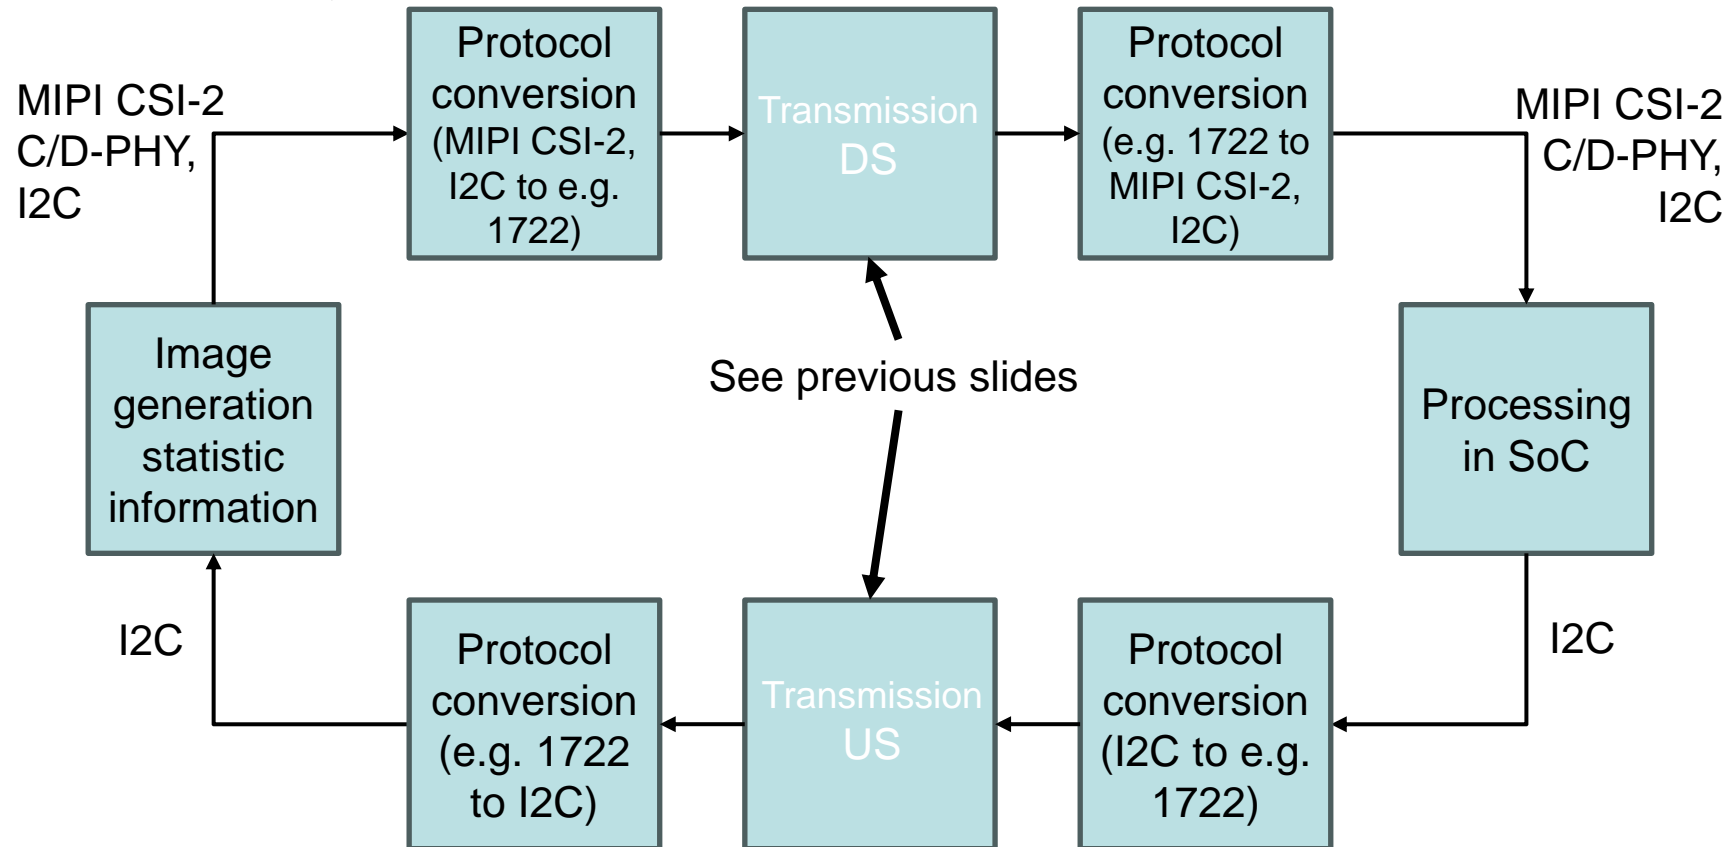 MIPI CSI-2
C/D-PHY,
I2C
Protocol
conversion
(MIPI CSI-2,
I2C to e.g.
1722)
Transmission
DS
Protocol
conversion
(e.g. 1722 to
MIPI CSI-2,
I2C)
MIPI CSI-2
C/D-PHY,
I2C
Image
generation
statistic
information
See previous slides
Processing
in SoC
I2C
Protocol
conversion
(e.g. 1722
to I2C)
Transmission
US
Protocol
conversion
(I2C to e.g.
1722)
I2C